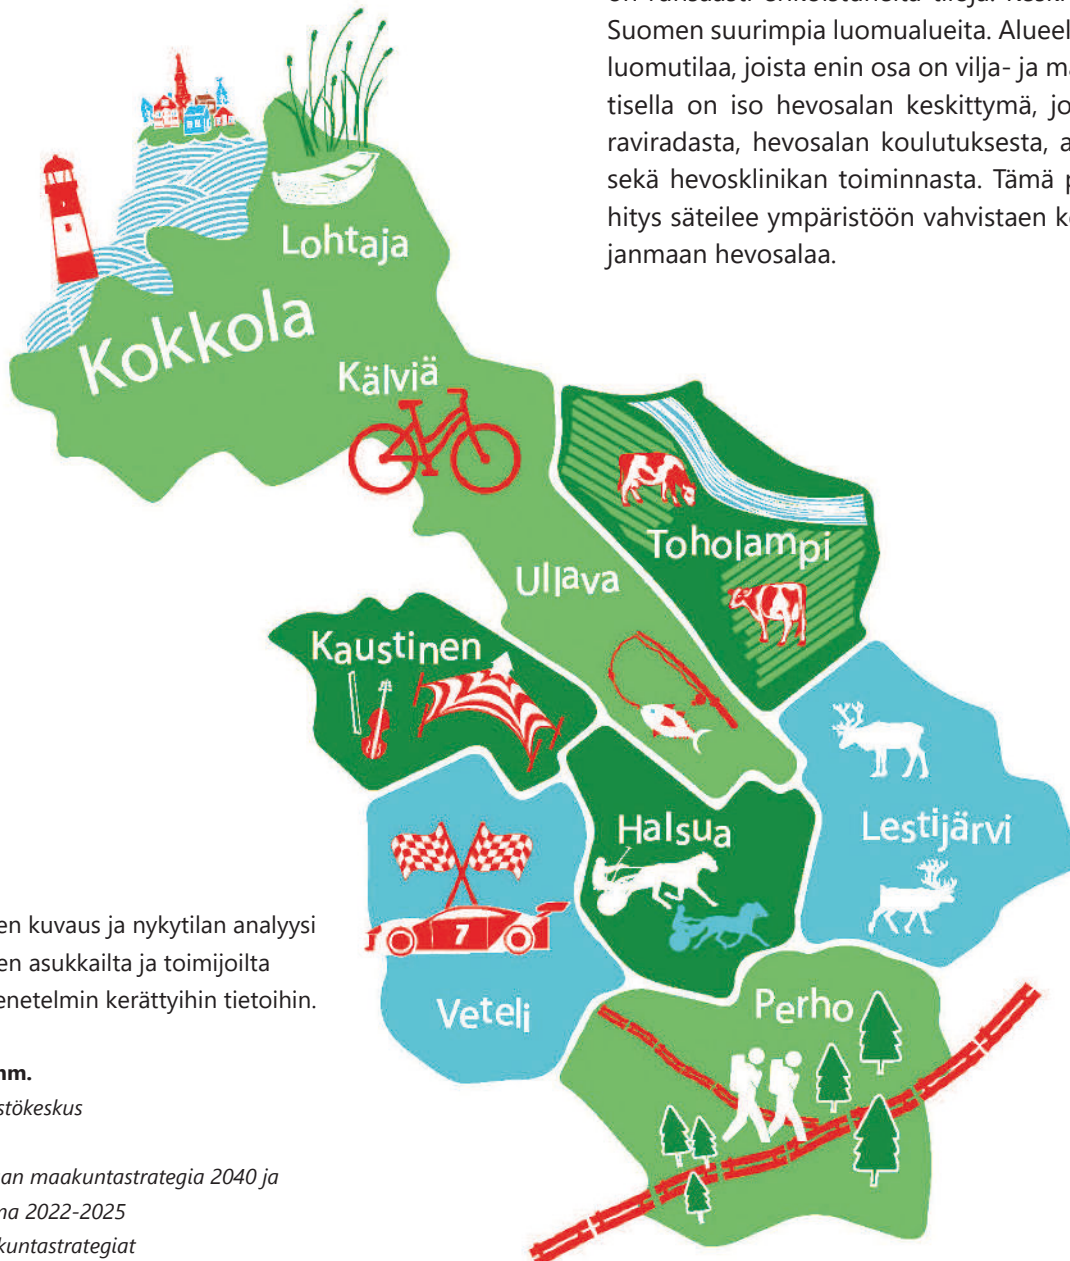 Suomen suurimpia luomualueita. Alueel
luomutilaa, joista enin osa on vilja- ja ma
tisella on iso hevosalan keskittymä, jo
raviradasta, hevosalan koulutuksesta, a
sekä hevosklinikan toiminnasta. Tämä p
hitys säteilee ympäristöön vahvistaen ke
janmaan hevosalaa.
Lohtaja
Kokkola
Kälviä
Toholampi
Ullava
Kaustinen
Halsua
Lestijärvi
7
Veteli
Perho
en kuvaus ja nykytilan analyysi
en asukkailta ja toimijoilta
enetelmin kerättyihin tietoihin.
nm.
stökeskus
an maakuntastrategia 2040 ja
na 2022-2025
kuntastrategiat